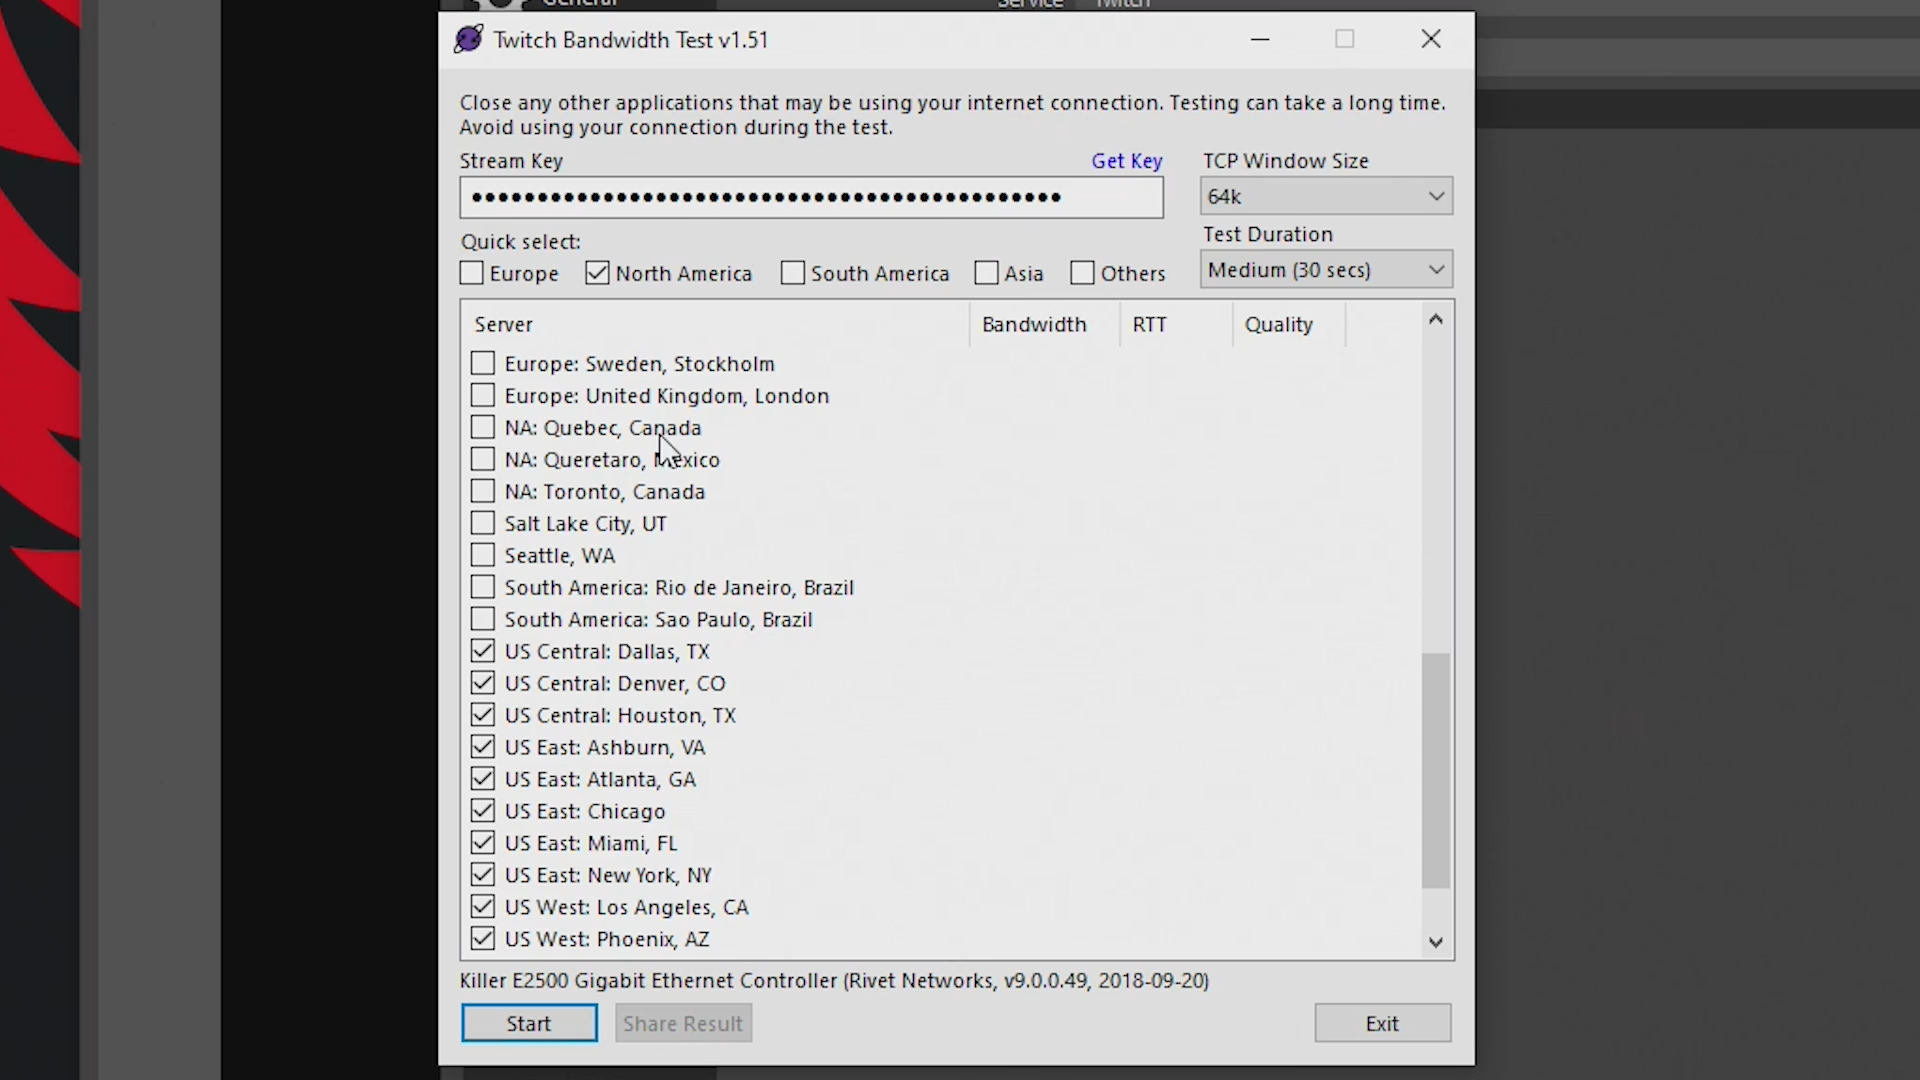 General
Service Twitch
Twitch Bandwidth Test v1.51
Close any other applications that may be using your internet connection. Testing can take a long time.
Avoid using your connection during the test.
Stream Key Get Key TCP Window Size
64k
Quick select: Test Duration
Europe North America South America Asia Others Medium (30 secs)
Server Bandwidth RTT Quality
Europe: Sweden, Stockholm
Europe: United Kingdom, London
NA: Quebec, Canada
NA: Queretaro, Mexico
NA: Toronto, Canada
Salt Lake City, UT
Seattle, WA
South America: Rio de Janeiro, Brazil
South America: Sao Paulo, Brazil
US Central: Dallas, TX
US Central: Denver, CO
US Central: Houston, TX
US East: Ashburn, VA
US East: Atlanta, GA
US East: Chicago
US East: Miami, FL
US East: New York, NY
US West: Los Angeles, CA
US West: Phoenix, AZ
Killer E2500 Gigabit Ethernet Controller (Rivet Networks, v9.0.0.49, 2018-09-20)
Start Share Result Exit